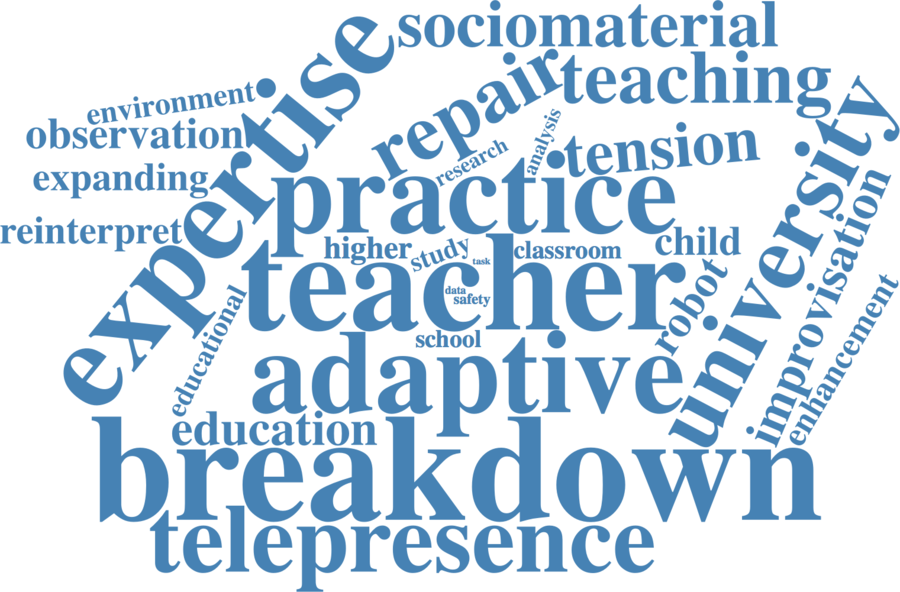 sociomaterial
expertise
repair
teaching
environment
observation
analysis
research
tension
university
expanding
practice
reinterpret
higher
study
classroom
child
task
teacher
data
safety
robot
improvisation
educational
school
enhancement
adaptive
education
breakdown
telepresence